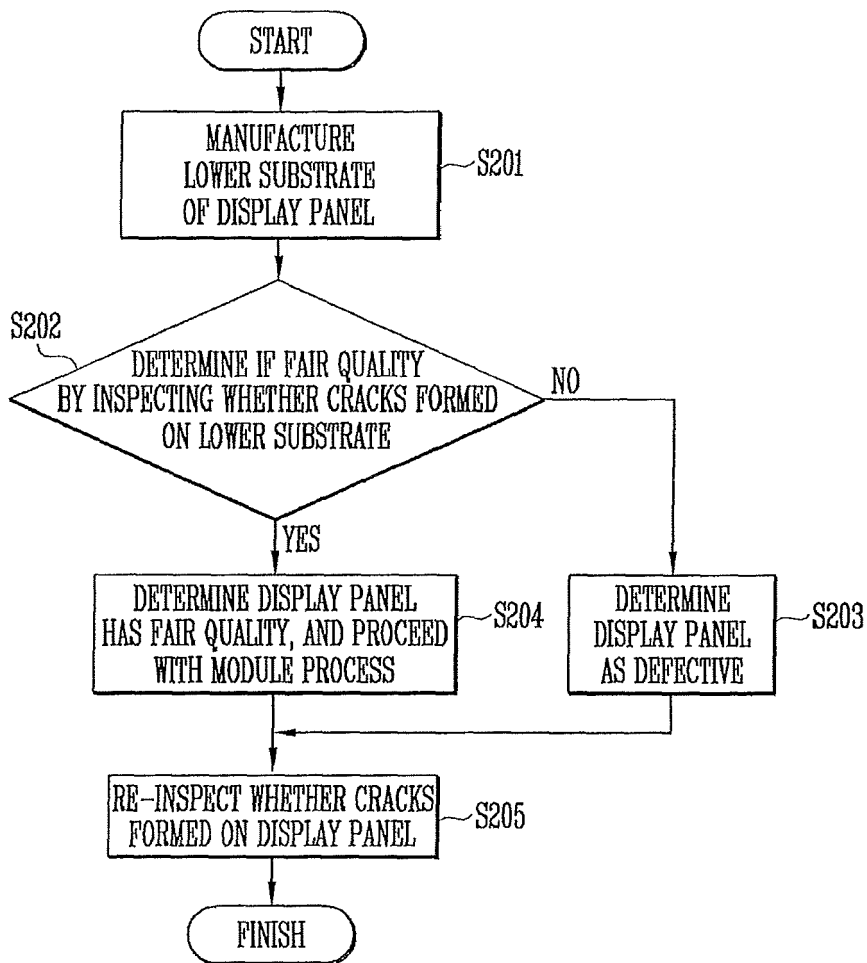 START
MANUFACTURE
LOWER SUBSTRATE
OF DISPLAY PANEL
S201
S202
DETERMINE IF FAIR QUALITY
BY INSPECTING WHETHER CRACKS FORMED
ON LOWER SUBSTRATE
NO
YES
DETERMINE DISPLAY PANEL
HAS FAIR QUALITY, AND PROCEED
WITH MODULE PROCESS
S204
DETERMINE
DISPLAY PANEL
AS DEFECTIVE
S203
RE-INSPECT WHETHER CRACKS
FORMED ON DISPLAY PANEL
S205
FINISH